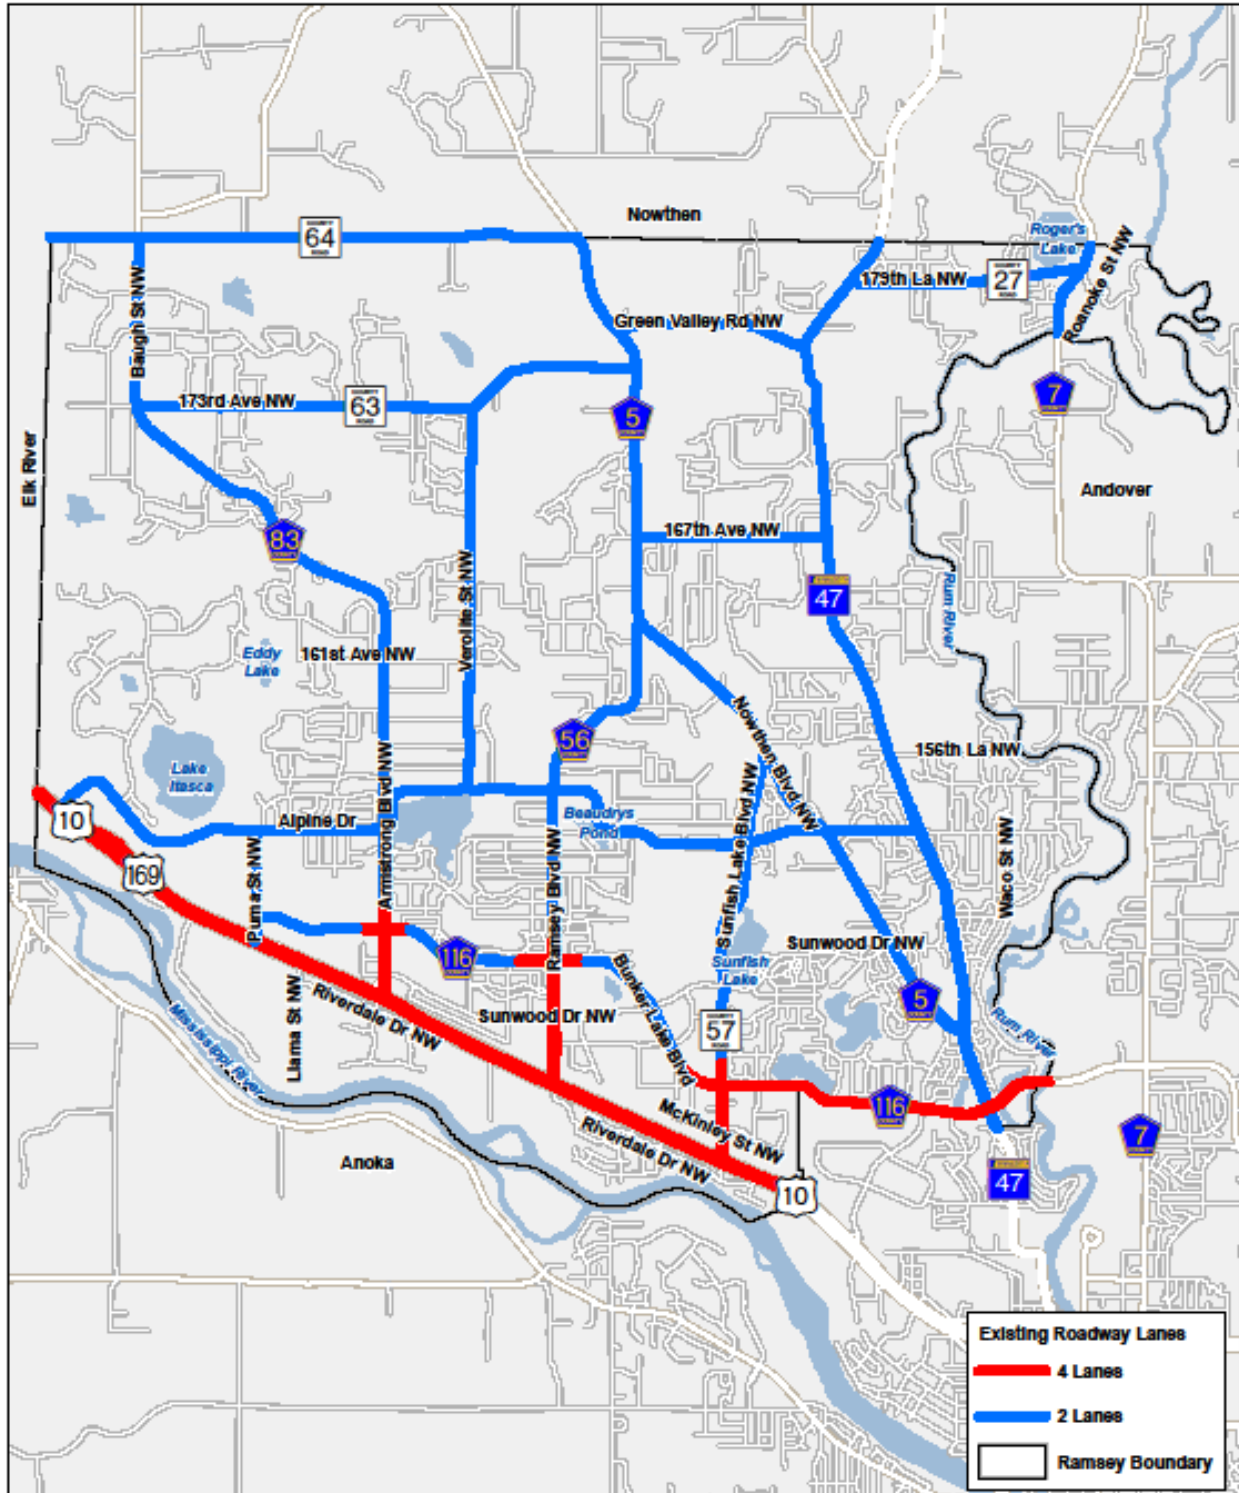 Nowthen
Roger's
Lake
64
Baugh St NW
179th La NW
27
Roanoke St NW
Green Valley Rd NW
173rd Ave NW
63
5
7
Elk River
Andover
83
167th Ave NW
47
Rum River
Verolite St NW
Eddy
Lake
161st Ave NW
56
Nowthen Blvd NW
156th La NW
Lake
Itasca
10
Alpine Dr
Armstrong Blvd NW
Beaudrys
Pond
Sunfish Lake Blvd NW
169
Puma St NW
Ramsey Blvd NW
Waco St NW
116
Bunker Lake Blvd
Sunfish
Lake
Sunwood Dr NW
5
Llama St NW
Riverdale Dr NW
Sunwood Dr NW
57
Rum River
Mississippi River
McKinley St NW
116
Riverdale Dr NW
7
Anoka
10
47
Existing Roadway Lanes
4 Lanes
2 Lanes
Ramsey Boundary